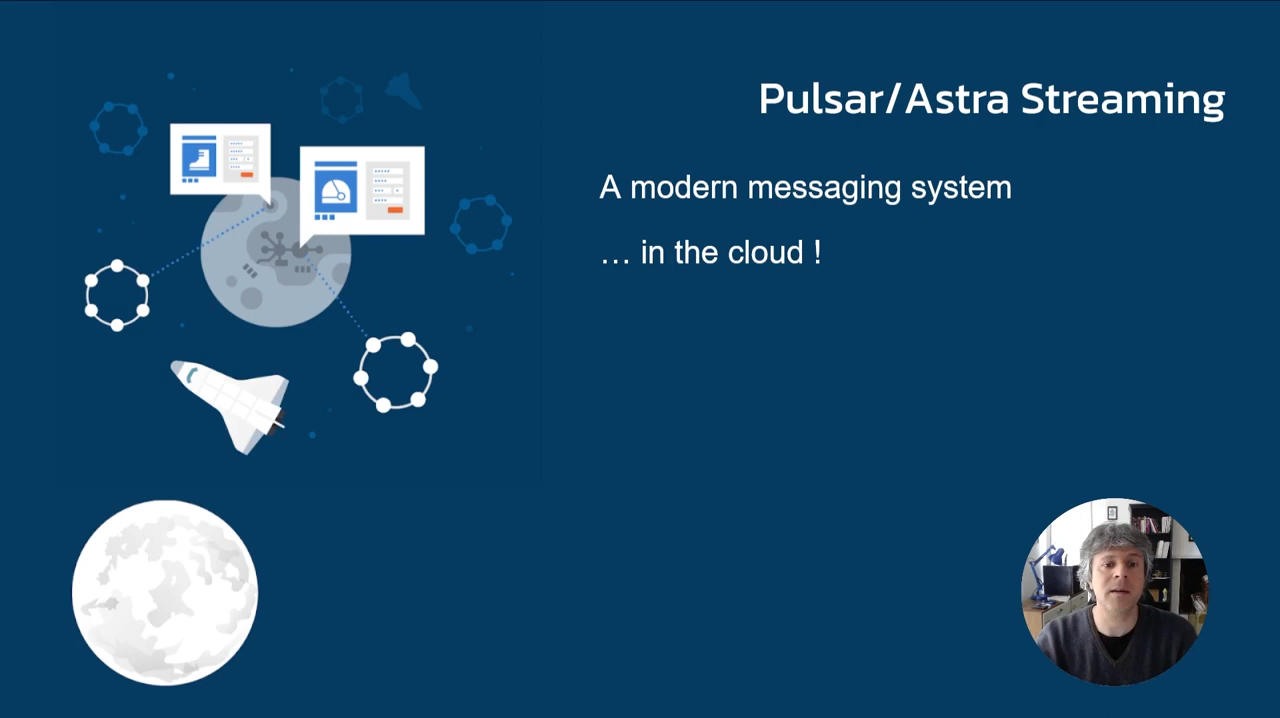 Pulsar/Astra Streaming
A modern messaging system
… in the cloud !